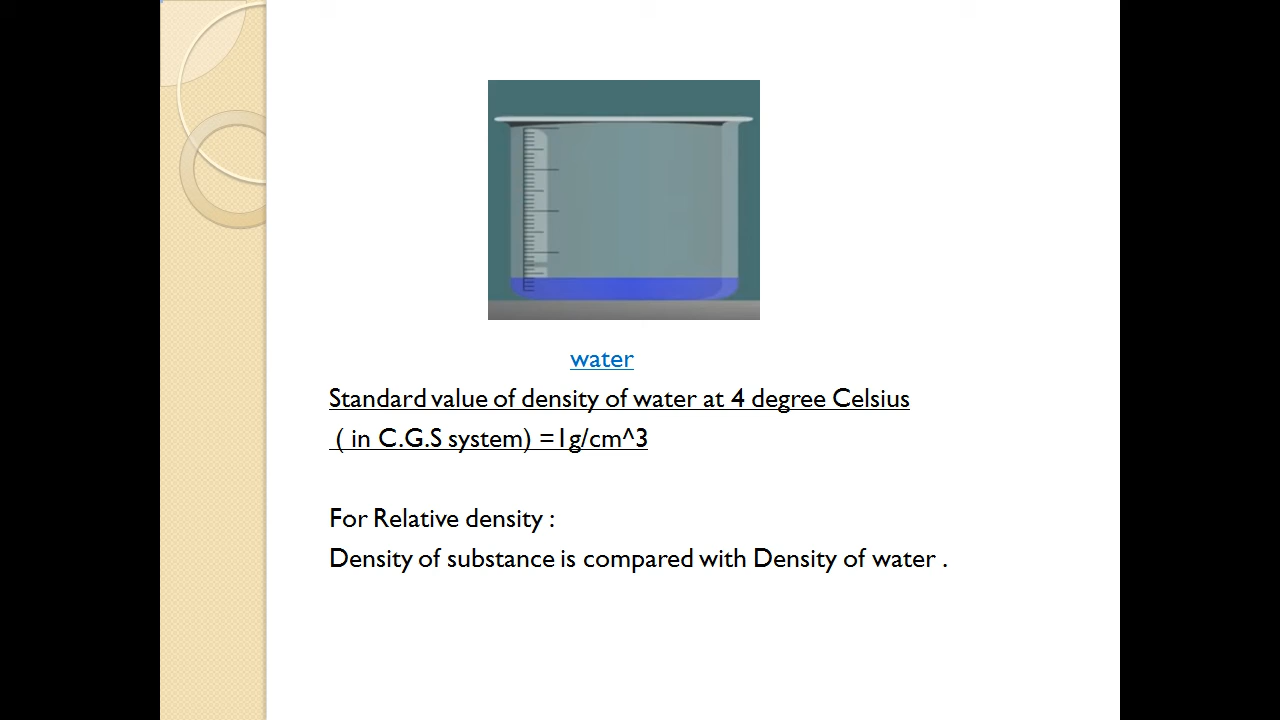 water
Standard value of density of water at 4 degree Celsius
( in C.G.S system) =1g/cm^3
For Relative density :
Density of substance is compared with Density of water .